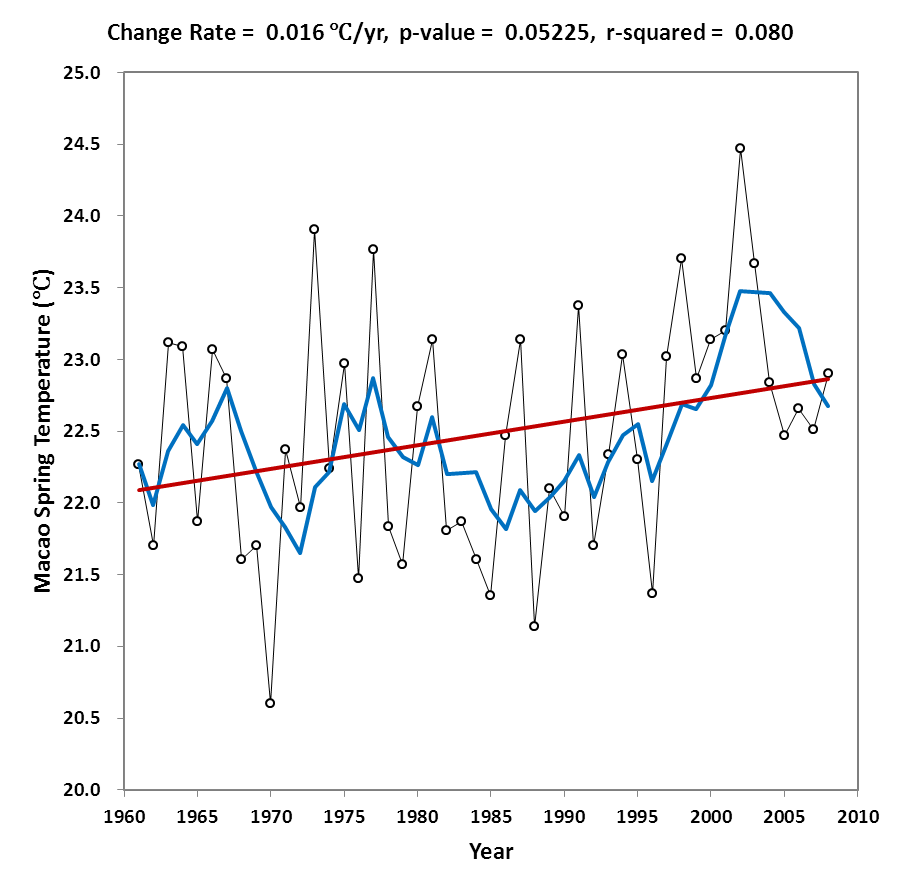 Change Rate = 0.016 ℃/yr, p-value = 0.05225, r-squared = 0.080
25.0
24.5
24.0
23.5
23.0
22.5
22.0
21.5
21.0
20.5
20.0
Macao Spring Temperature (℃)
1960 1965 1970 1975 1980 1985 1990 1995 2000 2005 2010
Year